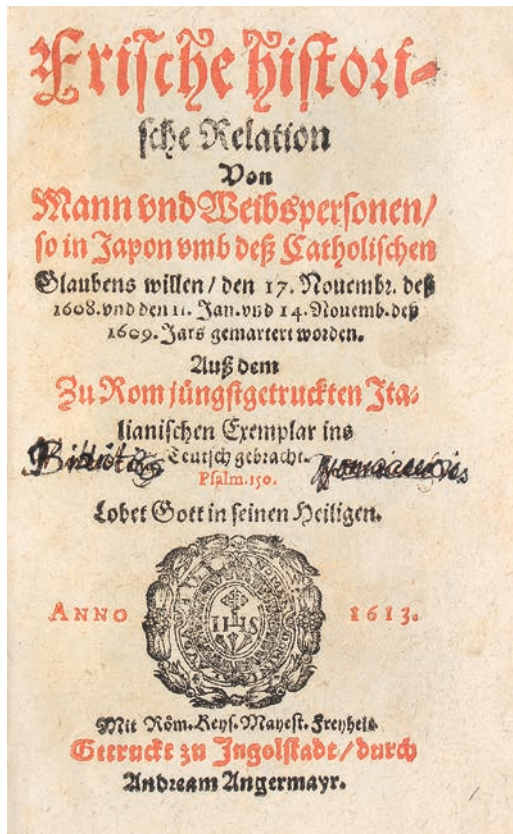 Frische histori-
sche Relation
Von
Mann vnd Weibspersonen/
so in Japon vmb deß Catholischen
Glaubens willen/ den 17. Nouembr. deß
1608. vnd den 11. Jan. vnd 14. Nouemb. deß
1609. Jars gemartert worden.
Auß dem
Zu Rom jüngstgetruckten Ita-
lianischen Exemplar ins
Teutsch gebracht.
Psalm. 150.
Lobet Gott in seinen Heiligen.
IHS
ANNO 1613.
Mit Röm. Keys. Mayest. Freyheit.
Getruckt zu Ingolstadt/ durch
Andream Angermayr.